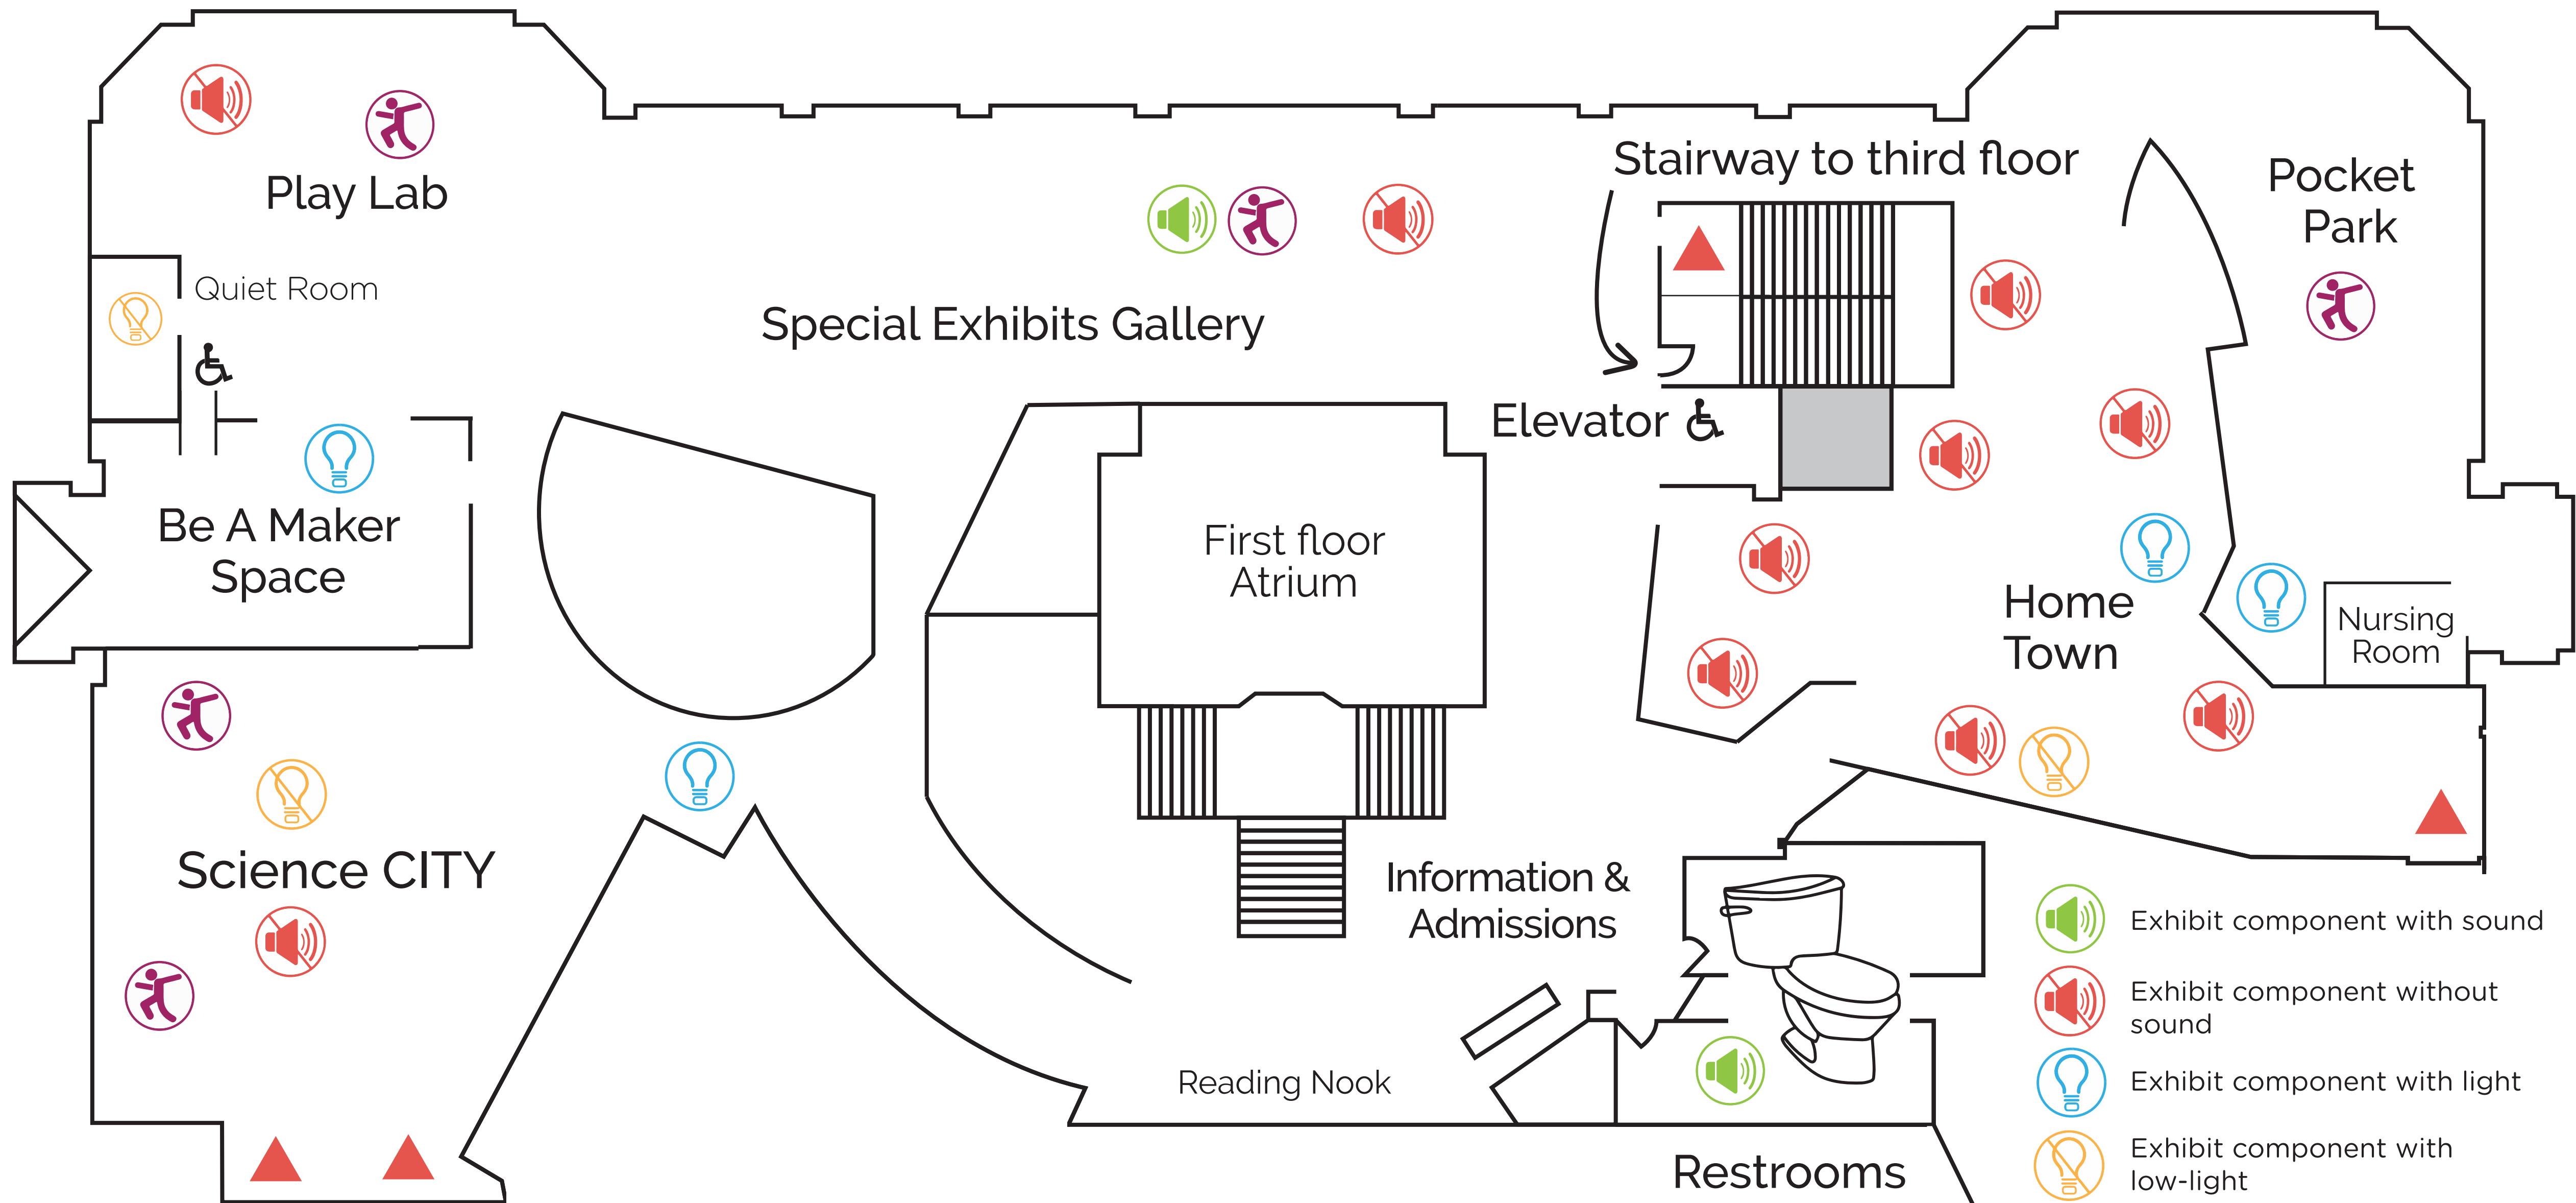 Play Lab
Quiet Room
Be A Maker
Space
Science CITY
Special Exhibits Gallery
First floor
Atrium
Stairway to third floor
Elevator
Pocket
Park
Home
Town
Nursing
Room
Information &
Admissions
Reading Nook
Restrooms
Exhibit component with sound
Exhibit component without
sound
Exhibit component with light
Exhibit component with
low-light